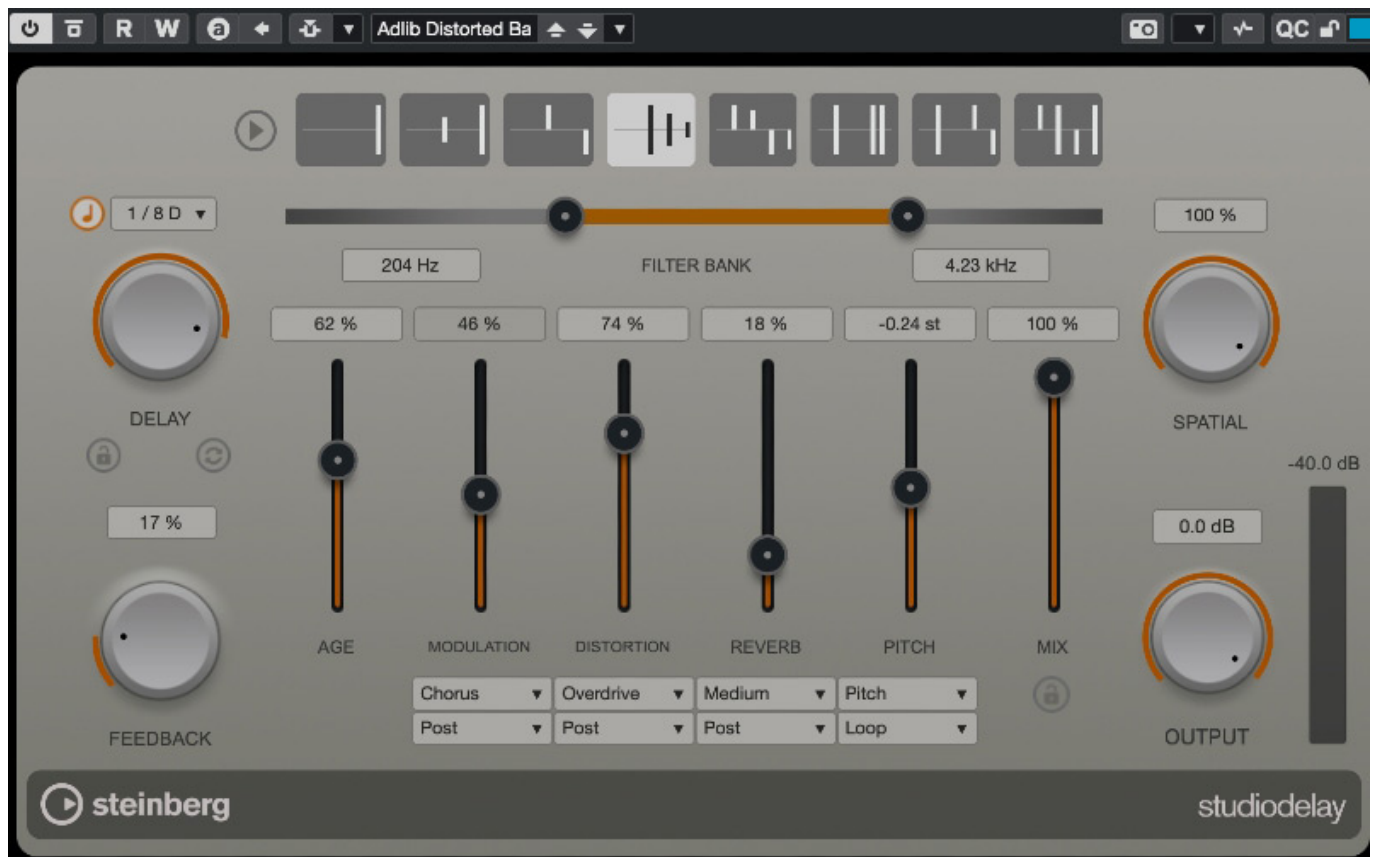 R W a Adlib Distorted Ba QC
1 / 8 D
100 %
204 Hz FILTER BANK 4.23 kHz
62 % 46 % 74 % 18 % -0.24 st 100 %
DELAY
SPATIAL
-40.0 dB
17 %
0.0 dB
AGE MODULATION DISTORTION REVERB PITCH MIX
Chorus Overdrive Medium Pitch
Post Post Post Loop
FEEDBACK
OUTPUT
steinberg studiodelay